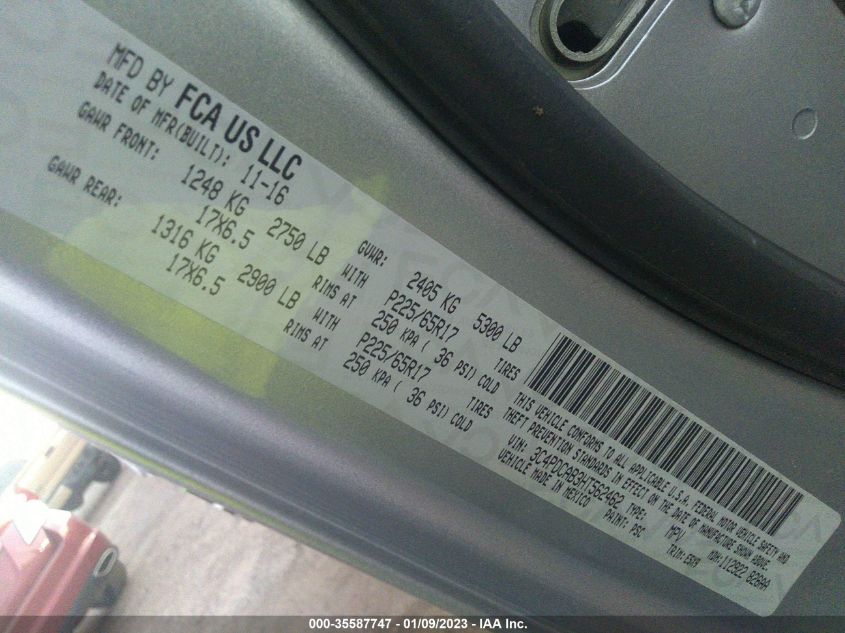 MFD BY FCA US LLC
DATE OF MFR(BUILT): 11-16 GVWR: 2405 KG 5300 LB
GAWR FRONT: 1248 KG 2750 LB WITH P225/65R17 TIRES
17X6.5 RIMS AT 250 KPA ( 36 PSI) COLD
GAWR REAR: 1316 KG 2900 LB WITH P225/65R17 TIRES
17X6.5 RIMS AT 250 KPA ( 36 PSI) COLD
THIS VEHICLE CONFORMS TO ALL APPLICABLE U.S.A. FEDERAL MOTOR VEHICLE SAFETY AND
THEFT PREVENTION STANDARDS IN EFFECT ON THE DATE OF MANUFACTURE SHOWN ABOVE.
VIN: 3C4PDCAB3HT562462 TYPE: MPV MDH: 112922 826AA
VEHICLE MADE IN MEXICO PAINT: PSC TRIM:
000-35587747 - 01/09/2023 - IAA Inc.